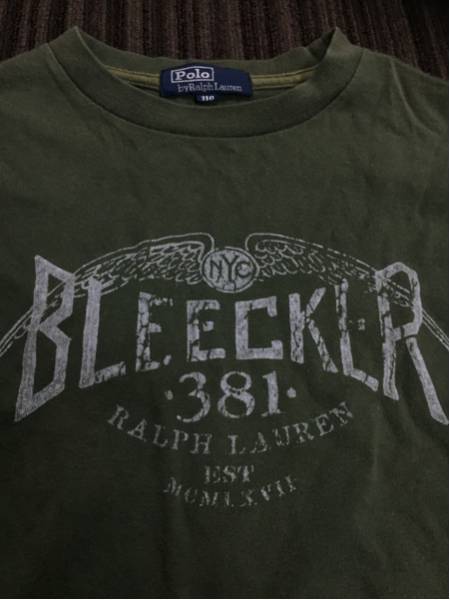 Polo
by Ralph Lauren
110
NYC
BLEECKER
·381·
RALPH LAUREN
EST
MCMLXVII